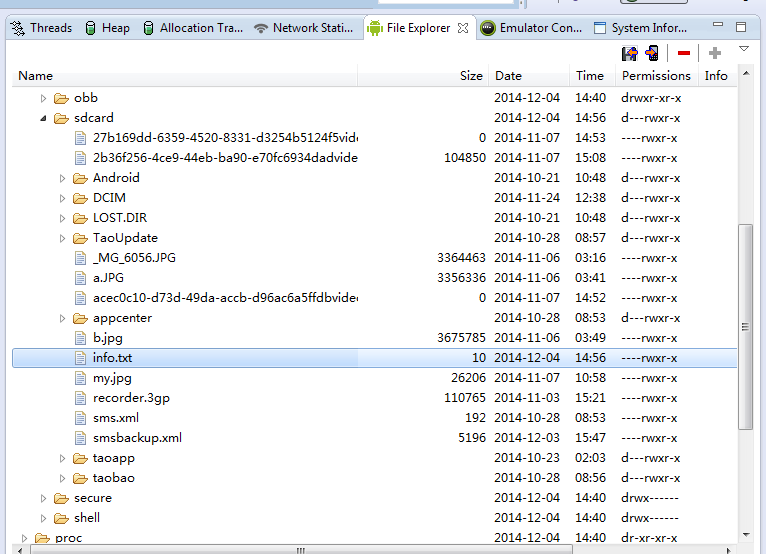 Threads Heap Allocation Tra... Network Stati... File Explorer Emulator Con... System Infor...
Name Size Date Time Permissions Info
obb 2014-12-04 14:40 drwxr-xr-x
sdcard 2014-12-04 14:56 d---rwxr-x
27b169dd-6359-4520-8331-d3254b5124f5vide 0 2014-11-07 14:53 ----rwxr-x
2b36f256-4ce9-44eb-ba90-e70fc6934dadvide 104850 2014-11-07 15:08 ----rwxr-x
Android 2014-10-21 10:48 d---rwxr-x
DCIM 2014-11-24 12:38 d---rwxr-x
LOST.DIR 2014-10-21 10:48 d---rwxr-x
TaoUpdate 2014-10-28 08:57 d---rwxr-x
_MG_6056.JPG 3364463 2014-11-06 03:16 ----rwxr-x
a.JPG 3356336 2014-11-06 03:41 ----rwxr-x
acec0c10-d73d-49da-accb-d96ac6a5ffdbvide 0 2014-11-07 14:52 ----rwxr-x
appcenter 2014-10-28 08:53 d---rwxr-x
b.jpg 3675785 2014-11-06 03:49 ----rwxr-x
info.txt 10 2014-12-04 14:56 ----rwxr-x
my.jpg 26206 2014-11-07 10:58 ----rwxr-x
recorder.3gp 110765 2014-11-03 15:21 ----rwxr-x
sms.xml 192 2014-10-28 08:53 ----rwxr-x
smsbackup.xml 5196 2014-12-03 15:47 ----rwxr-x
taoapp 2014-10-23 02:03 d---rwxr-x
taobao 2014-10-28 08:56 d---rwxr-x
secure 2014-12-04 14:40 drwx------
shell 2014-12-04 14:40 drwx------
proc 2014-12-04 14:40 dr-xr-xr-x